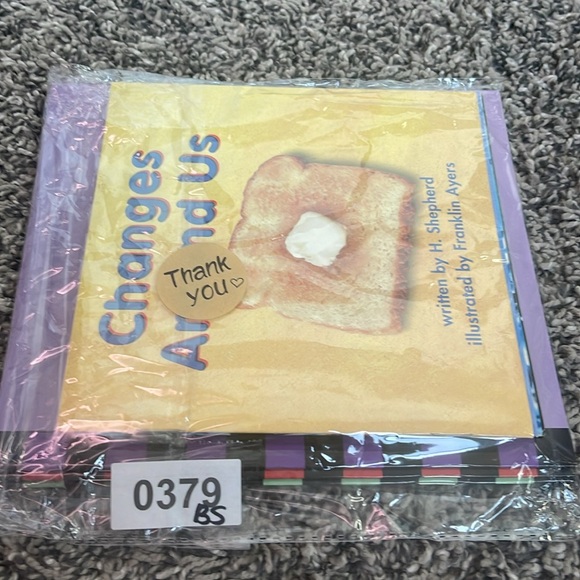 Changes
Around Us
Thank
you♡
written by H. Shepherd
illustrated by Franklin Ayers
0379
BS